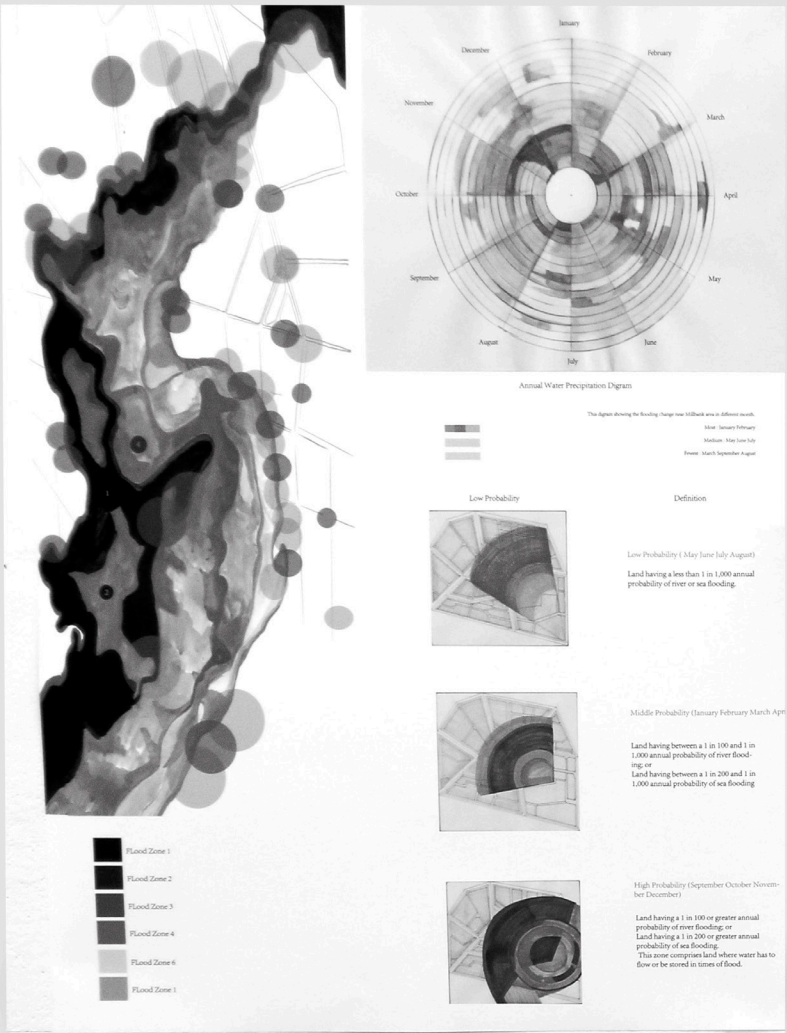 January
February
March
April
May
June
July
August
September
October
November
December
Annual Water Precipitation Digram
This digram showing the flooding change near Millbank area in different month.
Most : January February
Medium : May June July
Fewest : March September August
Low Probability
Definition
Low Probability ( May June July August)
Land having a less than 1 in 1,000 annual
probability of river or sea flooding.
Middle Probability (January February March Apr
Land having between a 1 in 100 and 1 in
1,000 annual probability of river flood-
ing; or
Land having between a 1 in 200 and 1 in
1,000 annual probability of sea flooding
High Probability (September October Novem-
ber December)
Land having a 1 in 100 or greater annual
probability of river flooding; or
Land having a 1 in 200 or greater annual
probability of sea flooding.
This zone comprises land where water has to
flow or be stored in times of flood.
FLood Zone 1
FLood Zone 2
FLood Zone 3
FLood Zone 4
FLood Zone 6
FLood Zone 1